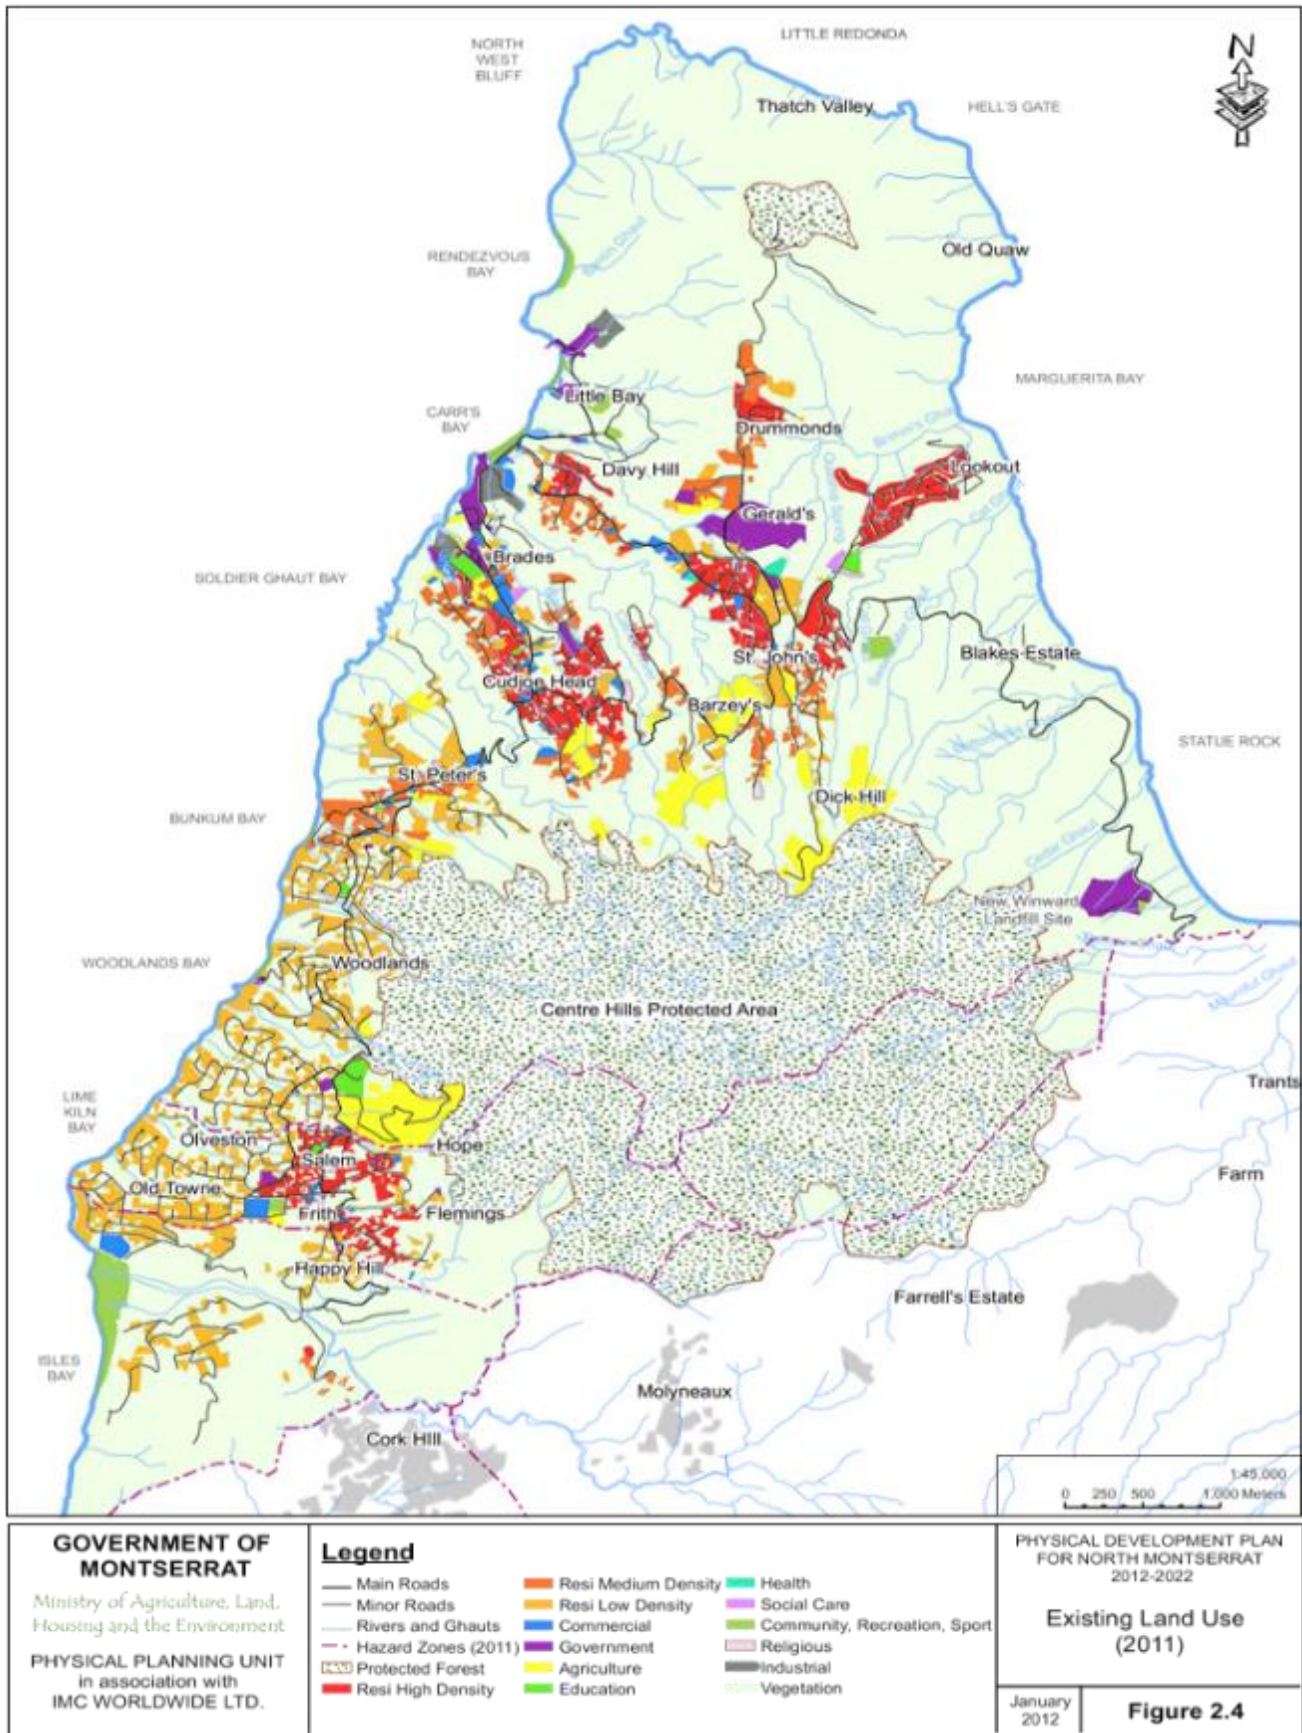 LITTLE REDONDA
NORTH
WEST
BLUFF
N
Thatch Valley
HELL'S GATE
Old Quaw
RENDEZVOUS
BAY
MARGUERITA BAY
Little Bay
CARR'S
BAY
Drummonds
Davy Hill
Lookout
Gerald's
Brades
SOLDIER GHAUT BAY
St. John's
Blakes Estate
Cudjoe Head
Barzey's
STATUE ROCK
St. Peter's
Dick Hill
BUNKUM BAY
New Winward
Landfill Site
WOODLANDS BAY
Woodlands
Centre Hills Protected Area
Trants
LIME
KILN
BAY
Olveston
Hope
Salem
Farm
Old Towne
Frith
Flemings
Happy Hill
Farrell's Estate
ISLES
BAY
Molyneaux
Cork Hill
1:45,000
0 250 500 1,000 Meters
GOVERNMENT OF
MONTSERRAT
Ministry of Agriculture, Land,
Housing and the Environment
PHYSICAL PLANNING UNIT
in association with
IMC WORLDWIDE LTD.
Legend
Main Roads
Minor Roads
Rivers and Ghauts
Hazard Zones (2011)
Protected Forest
Resi High Density
Resi Medium Density
Resi Low Density
Commercial
Government
Agriculture
Education
Health
Social Care
Community, Recreation, Sport
Religious
Industrial
Vegetation
PHYSICAL DEVELOPMENT PLAN
FOR NORTH MONTSERRAT
2012-2022
Existing Land Use
(2011)
January
2012
Figure 2.4